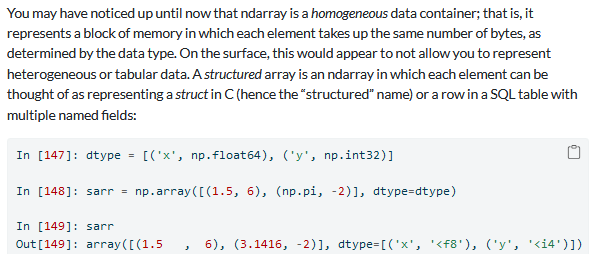 You may have noticed up until now that ndarray is a homogeneous data container; that is, it
represents a block of memory in which each element takes up the same number of bytes, as
determined by the data type. On the surface, this would appear to not allow you to represent
heterogeneous or tabular data. A structured array is an ndarray in which each element can be
thought of as representing a struct in C (hence the “structured” name) or a row in a SQL table with
multiple named fields:
In [147]: dtype = [('x', np.float64), ('y', np.int32)]
In [148]: sarr = np.array([(1.5, 6), (np.pi, -2)], dtype=dtype)
In [149]: sarr
Out[149]: array([(1.5   ,  6), (3.1416, -2)], dtype=[('x', '<f8'), ('y', '<i4')])